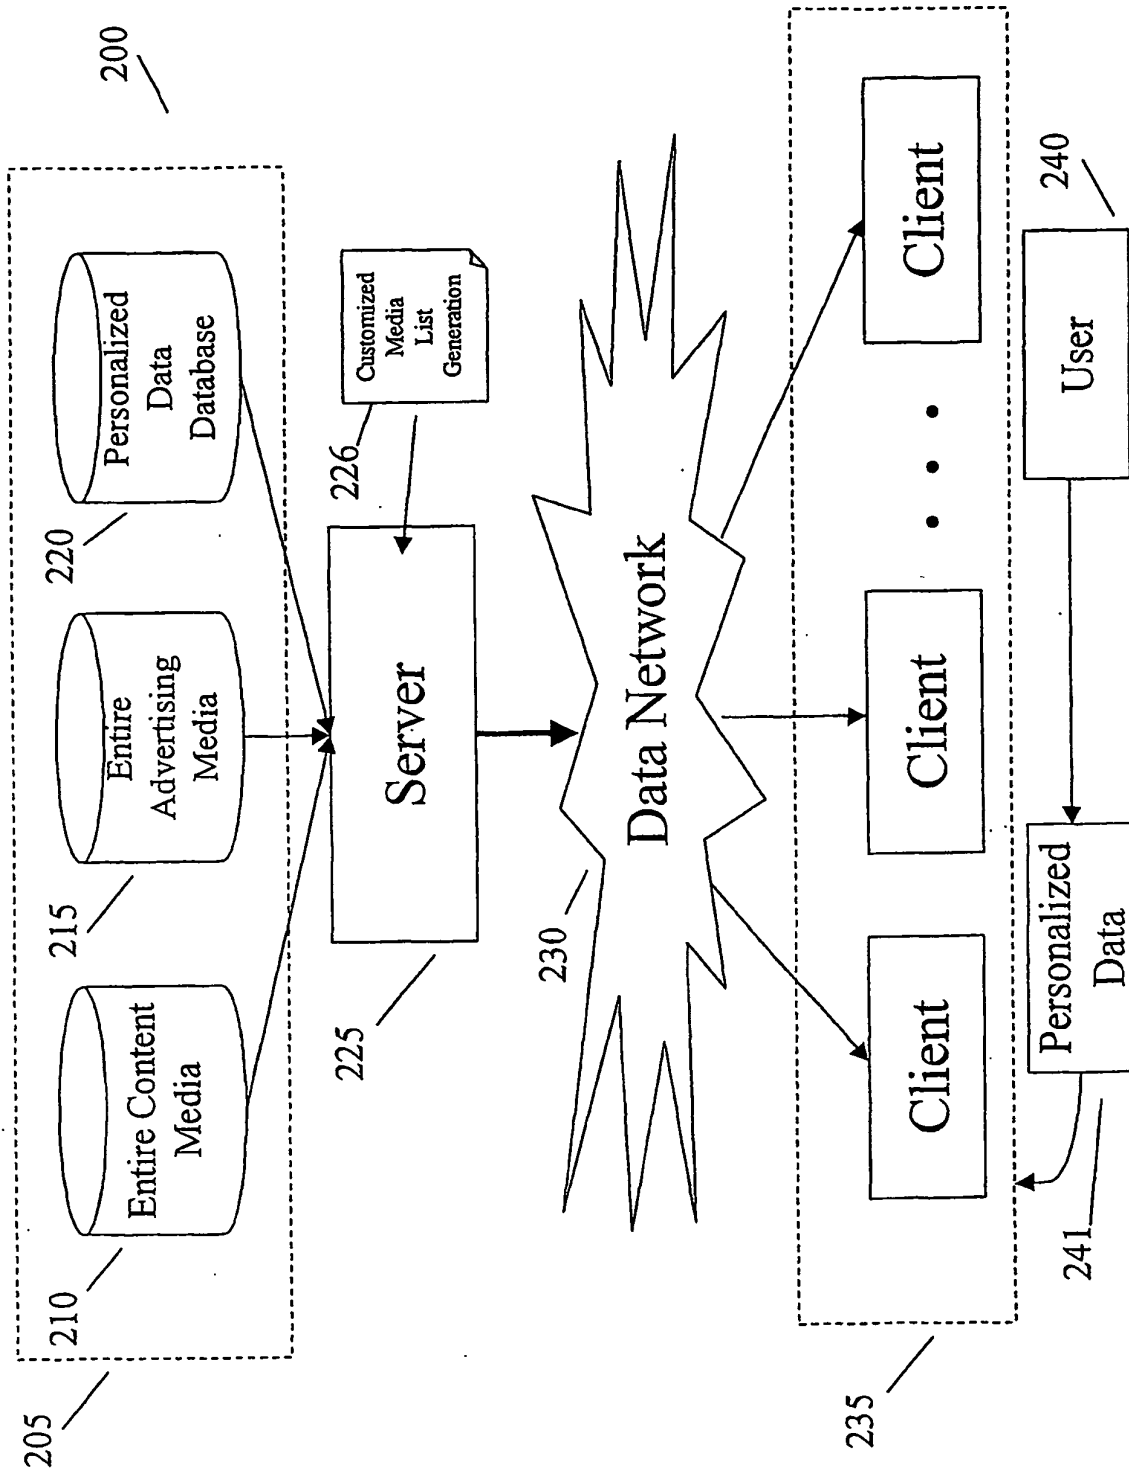 200
205
210
Entire Content
Media
215
Entire
Advertising
Media
220
Personalized
Data
Database
225
Server
226
Customized
Media
List
Generation
230
Data Network
235
Client
Client
Client
240
User
241
Personalized
Data